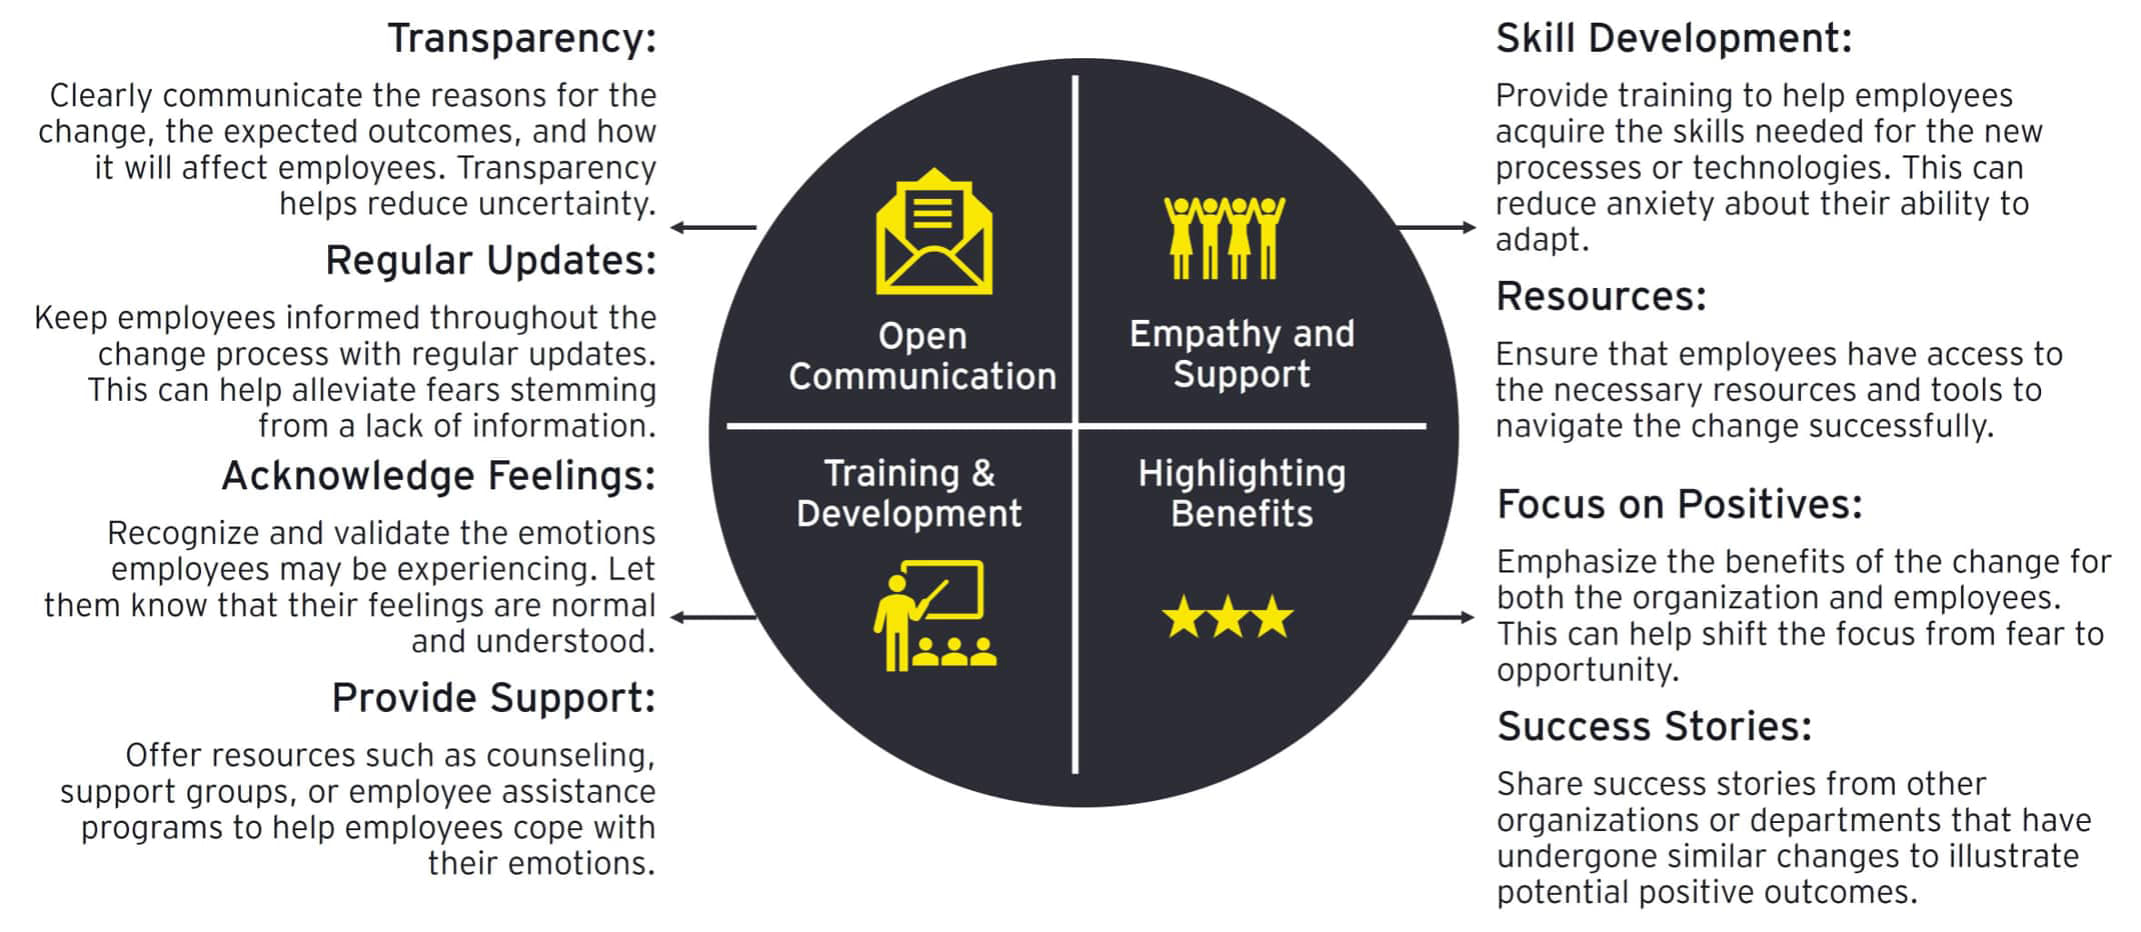 Transparency:
Clearly communicate the reasons for the
change, the expected outcomes, and how
it will affect employees. Transparency
helps reduce uncertainty.
Regular Updates:
Keep employees informed throughout the
change process with regular updates.
This can help alleviate fears stemming
from a lack of information.
Acknowledge Feelings:
Recognize and validate the emotions
employees may be experiencing. Let
them know that their feelings are normal
and understood.
Provide Support:
Offer resources such as counseling,
support groups, or employee assistance
programs to help employees cope with
their emotions.
Open
Communication
Empathy and
Support
Training &
Development
Highlighting
Benefits
Skill Development:
Provide training to help employees
acquire the skills needed for the new
processes or technologies. This can
reduce anxiety about their ability to
adapt.
Resources:
Ensure that employees have access to
the necessary resources and tools to
navigate the change successfully.
Focus on Positives:
Emphasize the benefits of the change for
both the organization and employees.
This can help shift the focus from fear to
opportunity.
Success Stories:
Share success stories from other
organizations or departments that have
undergone similar changes to illustrate
potential positive outcomes.